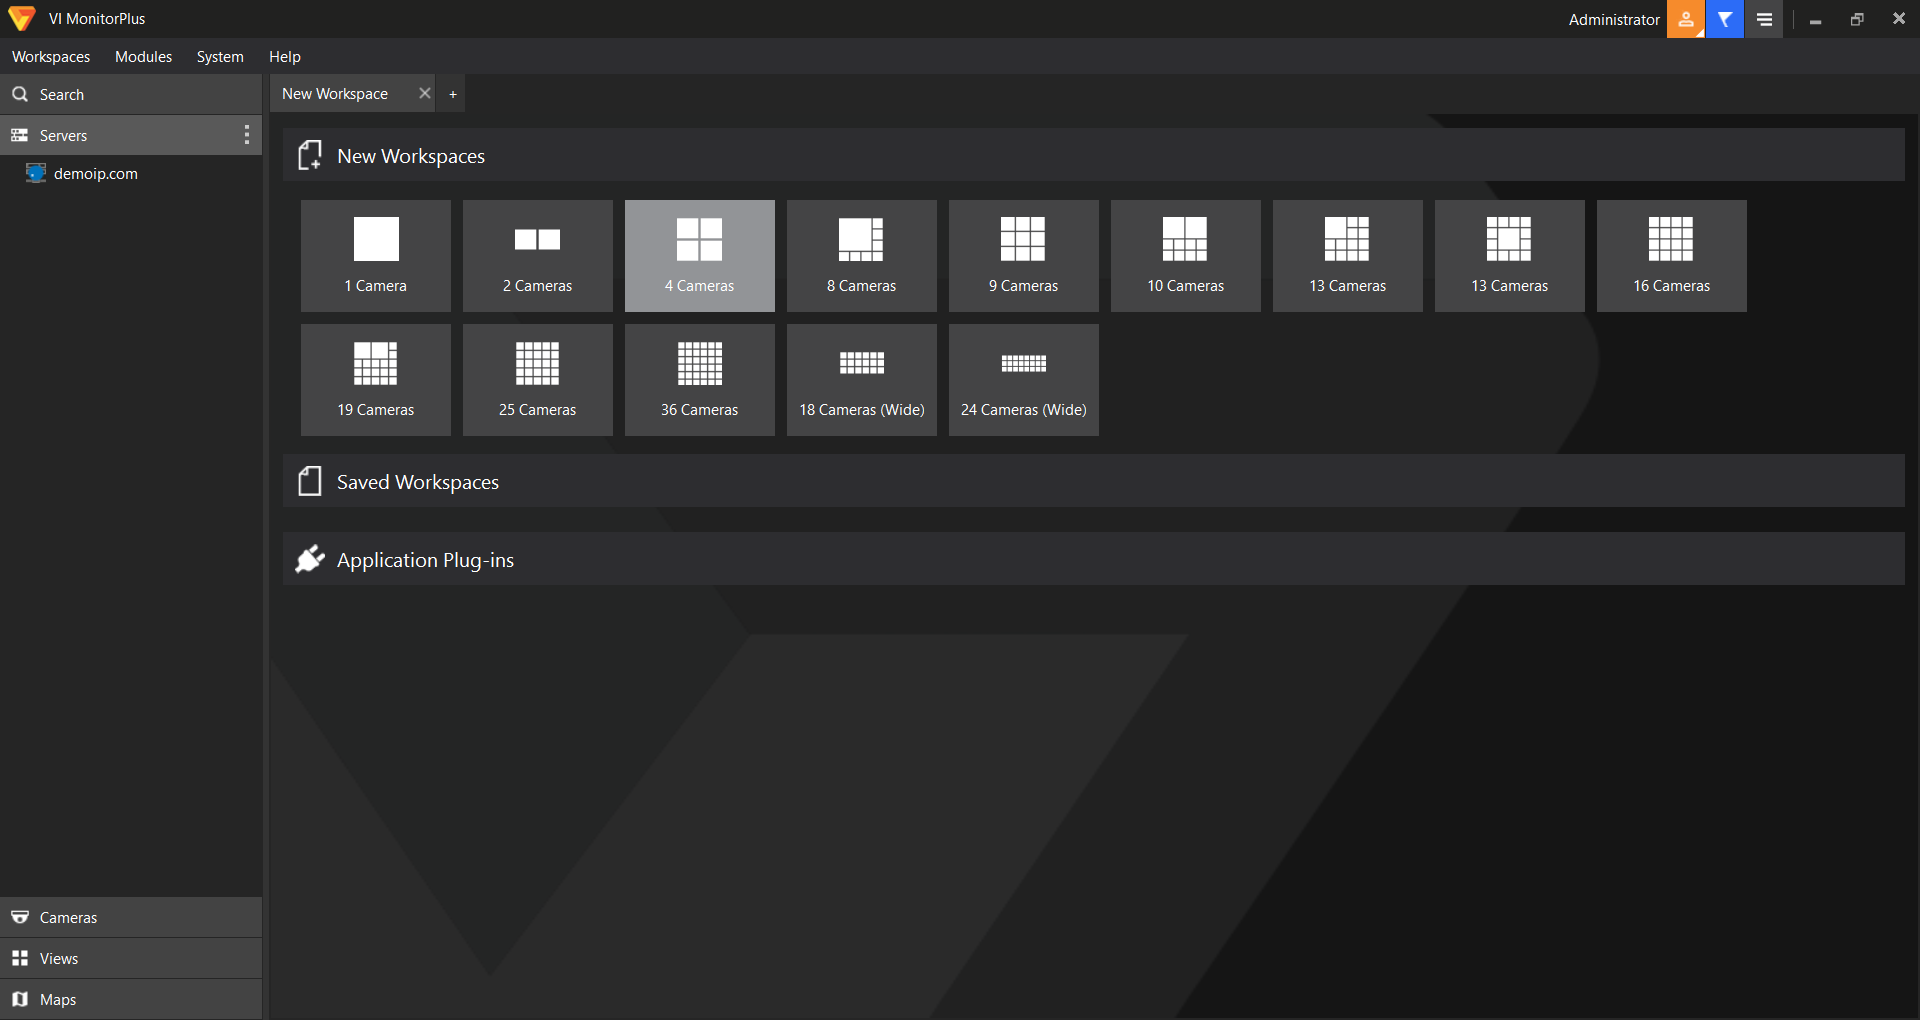 VI MonitorPlus
Administrator
Workspaces Modules System Help
Search
New Workspace
+
Servers
demoip.com
New Workspaces
1 Camera
2 Cameras
4 Cameras
8 Cameras
9 Cameras
10 Cameras
13 Cameras
13 Cameras
16 Cameras
19 Cameras
25 Cameras
36 Cameras
18 Cameras (Wide)
24 Cameras (Wide)
Saved Workspaces
Application Plug-ins
Cameras
Views
Maps